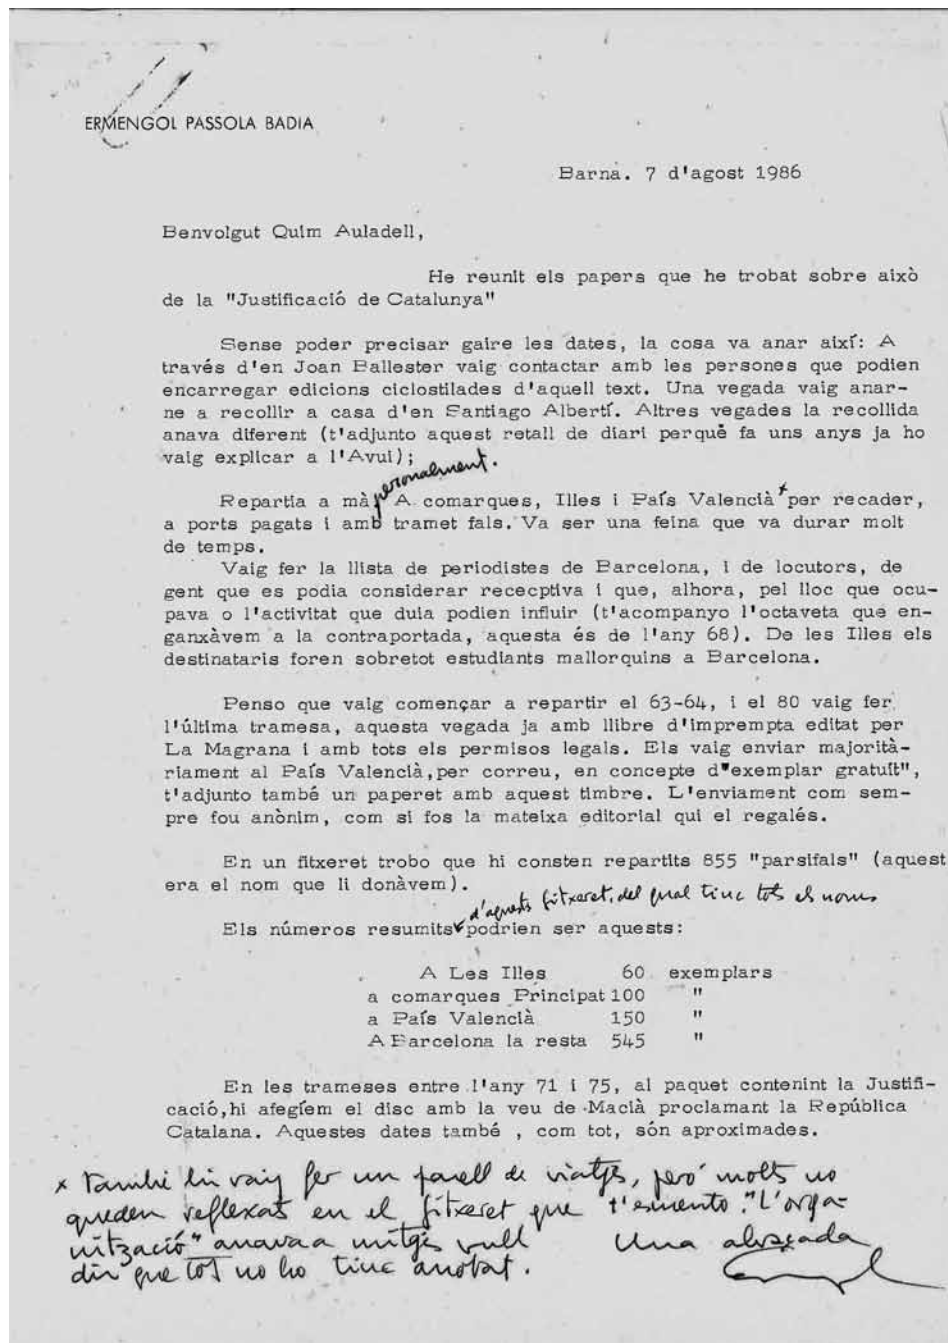 ERMENGOL PASSOLA BADIA
Barna. 7 d'agost 1986
Benvolgut Quim Auladell,
He reunit els papers que he trobat sobre això
de la "Justificació de Catalunya"
Sense poder precisar gaire les dates, la cosa va anar així: A
través d'en Joan Ballester vaig contactar amb les persones que podien
encarregar edicions ciclostilades d'aquell text. Una vegada vaig anar-
ne a recollir a casa d'en Santiago Albertí. Altres vegades la recollida
anava diferent (t'adjunto aquest retall de diari perquè fa uns anys ja ho
vaig explicar a l'Avui);
personalment.
Repartia a mà, A comarques, Illes i País Valencià x per recader,
a ports pagats i amb tramet fals. Va ser una feina que va durar molt
de temps.
Vaig fer la llista de periodistes de Barcelona, i de locutors, de
gent que es podia considerar rececptiva i que, alhora, pel lloc que ocu-
pava o l'activitat que duia podien influir (t'acompanyo l'octaveta que en-
ganxàvem a la contraportada, aquesta és de l'any 68). De les Illes els
destinataris foren sobretot estudiants mallorquins a Barcelona.
Penso que vaig començar a repartir el 63-64, i el 80 vaig fer
l'última tramesa, aquesta vegada ja amb llibre d'imprempta editat per
La Magrana i amb tots els permisos legals. Els vaig enviar majorità-
riament al País Valencià,per correu, en concepte d"exemplar gratuït",
t'adjunto també un paperet amb aquest timbre. L'enviament com sem-
pre fou anònim, com si fos la mateixa editorial qui el regalés.
En un fitxeret trobo que hi consten repartits 855 "parsifals" (aquest
era el nom que li donàvem).
d'aquests fitxeret, del qual tinc tots els noms
Els números resumits podrien ser aquests:
A Les Illes 60 exemplars
a comarques Principat 100 "
a País Valencià 150 "
A Barcelona la resta 545 "
En les trameses entre l'any 71 i 75, al paquet contenint la Justifi-
cació,hi afegíem el disc amb la veu de Macià proclamant la República
Catalana. Aquestes dates també , com tot, són aproximades.
x També hi vaig fer un parell de viatges, però molts no
queden reflexats en el fitxeret que t'esmento. "L'orga-
nització" anava a mitges vull Una abraçada
dir que tot no ho tinc anotat.